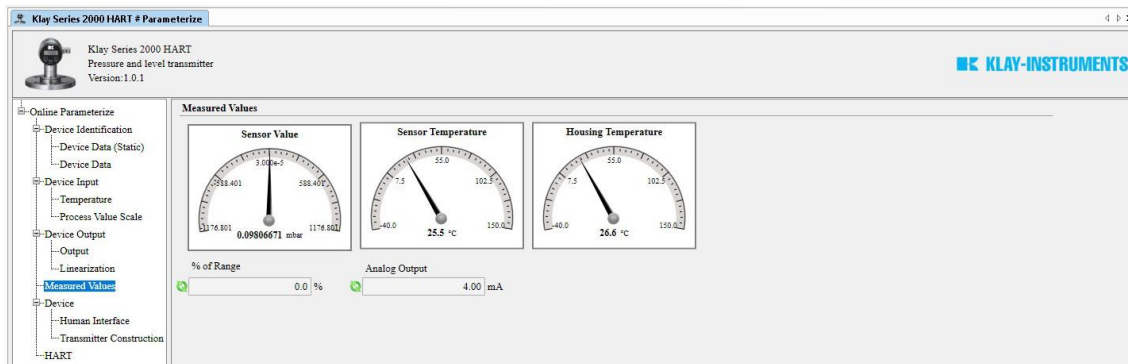 Klay Series 2000 HART # Parameterize
Klay Series 2000 HART
Pressure and level transmitter
Version:1.0.1
KLAY-INSTRUMENTS
Online Parameterize
Device Identification
Device Data (Static)
Device Data
Device Input
Temperature
Process Value Scale
Device Output
Output
Linearization
Measured Values
Device
Human Interface
Transmitter Construction
HART
Measured Values
Sensor Value
3.000e-5
-588.401 588.401
-1176.801 1176.801
0.09806671 mbar
Sensor Temperature
55.0
7.5 102.5
-40.0 150.0
25.5 °C
Housing Temperature
55.0
7.5 102.5
-40.0 150.0
26.6 °C
% of Range
0.0 %
Analog Output
4.00 mA